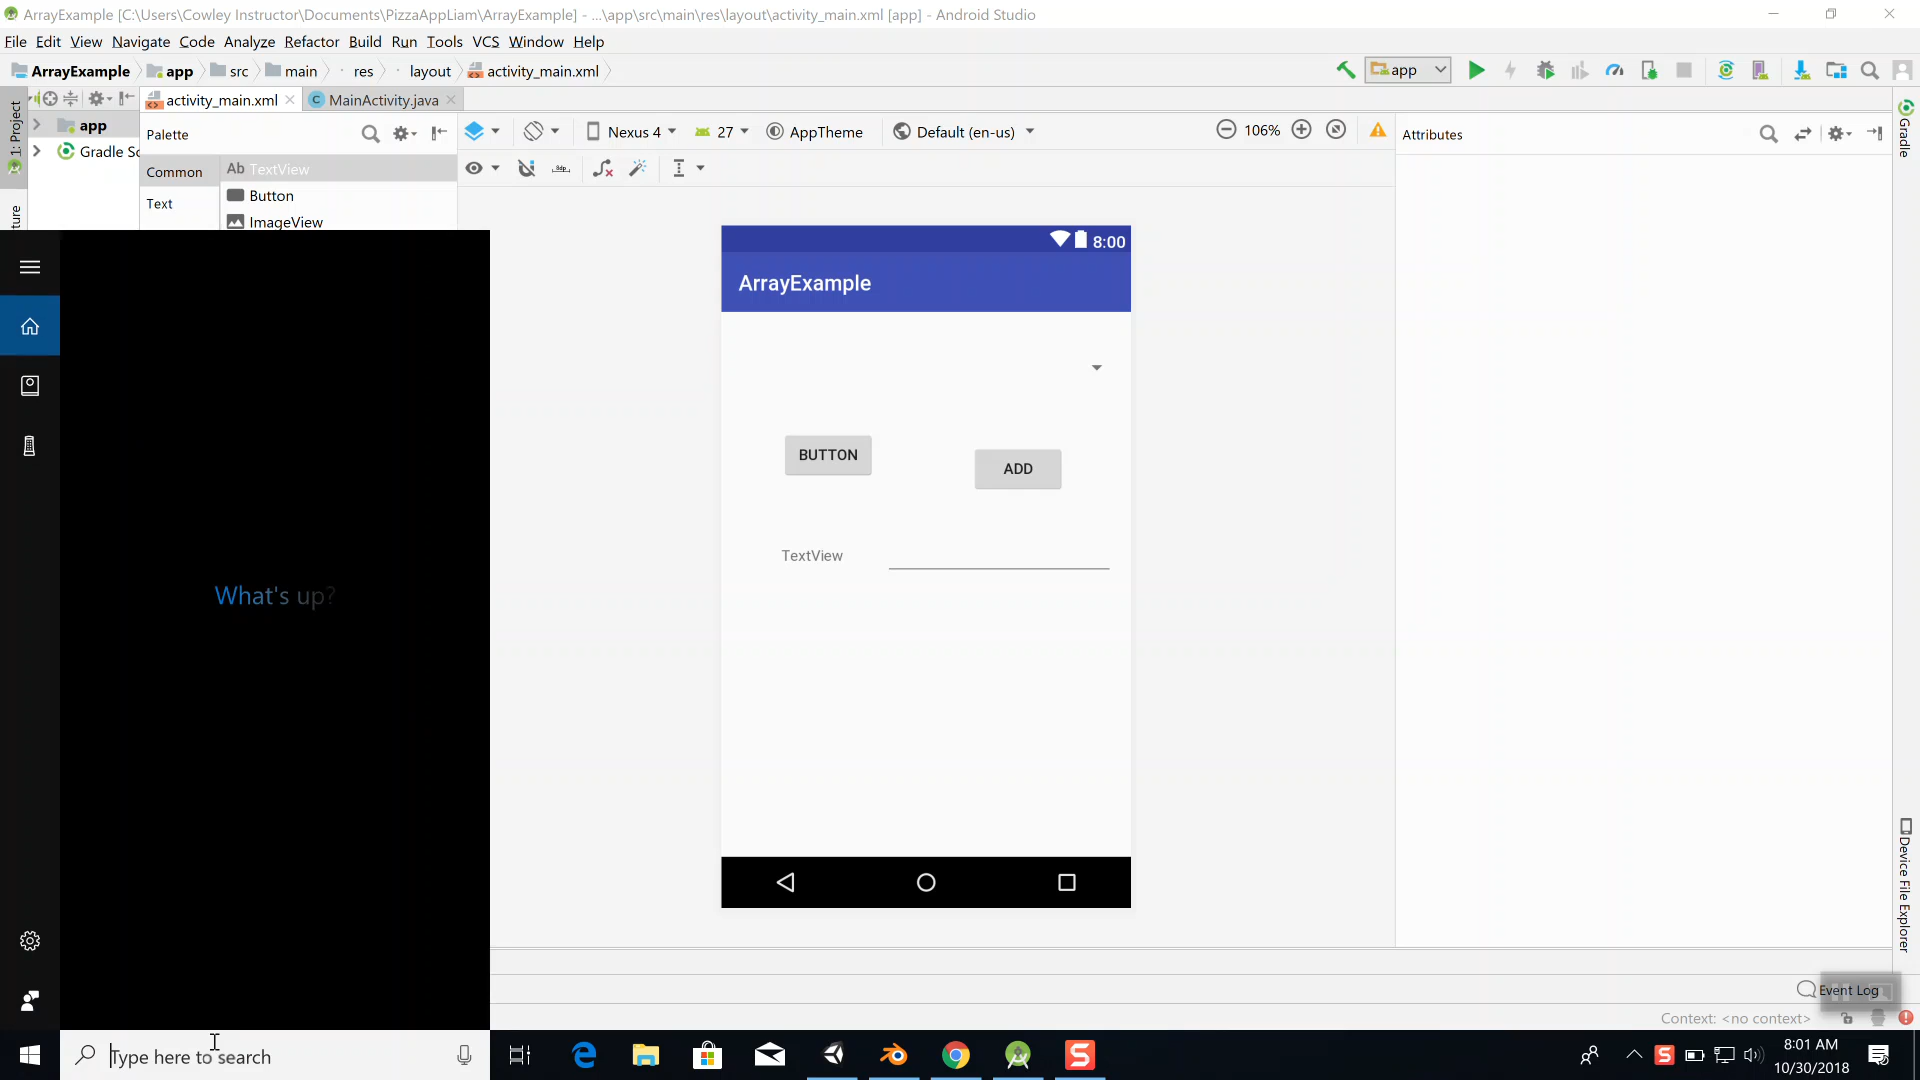 ArrayExample [C:\Users\Cowley Instructor\Documents\PizzaAppLiam\ArrayExample] - ...\app\src\main\res\layout\activity_main.xml [app] - Android Studio
File Edit View Navigate Code Analyze Refactor Build Run Tools VCS Window Help
ArrayExample app src main res layout activity_main.xml app
activity_main.xml MainActivity.java
1: Project
app
Gradle Sc
ture
Palette
Common
Text
Ab TextView
Button
ImageView
Nexus 4 27 AppTheme Default (en-us) 106%
Attributes
Gradle
8:00
ArrayExample
BUTTON
ADD
TextView
What's up?
Device File Explorer
Event Log
Context: <no context>
Type here to search
8:01 AM
10/30/2018